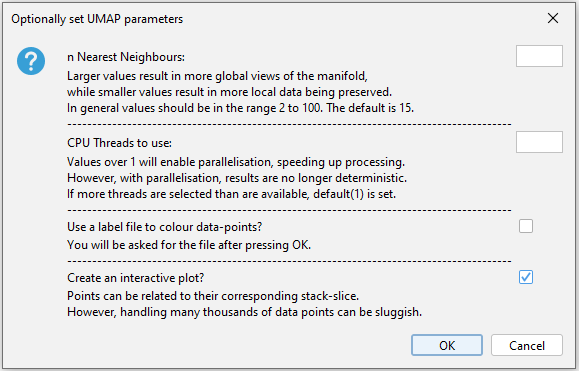 Optionally set UMAP parameters
n Nearest Neighbours:
Larger values result in more global views of the manifold,
while smaller values result in more local data being preserved.
In general values should be in the range 2 to 100. The default is 15.
CPU Threads to use:
Values over 1 will enable parallelisation, speeding up processing.
However, with parallelisation, results are no longer deterministic.
If more threads are selected than are available, default(1) is set.
Use a label file to colour data-points?
You will be asked for the file after pressing OK.
Create an interactive plot?
Points can be related to their corresponding stack-slice.
However, handling many thousands of data points can be sluggish.
OK
Cancel